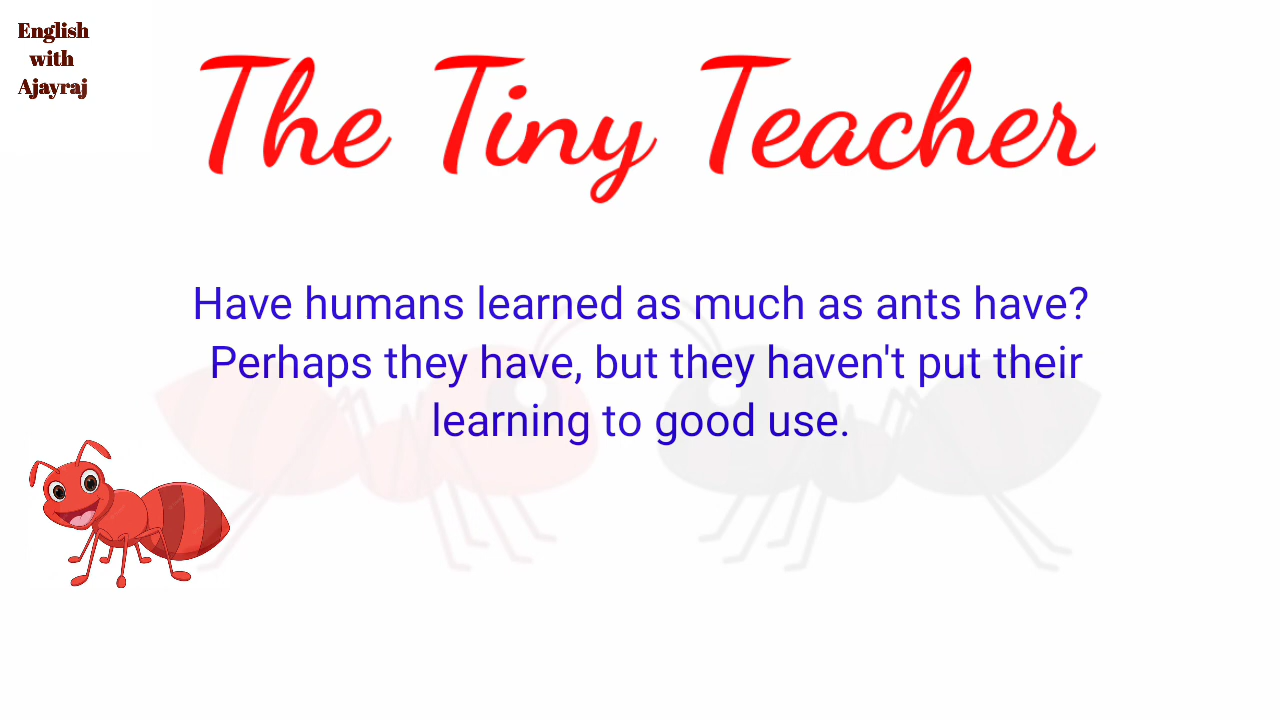 English
with
Ajayraj
The Tiny Teacher
Have humans learned as much as ants have?
Perhaps they have, but they haven't put their
learning to good use.